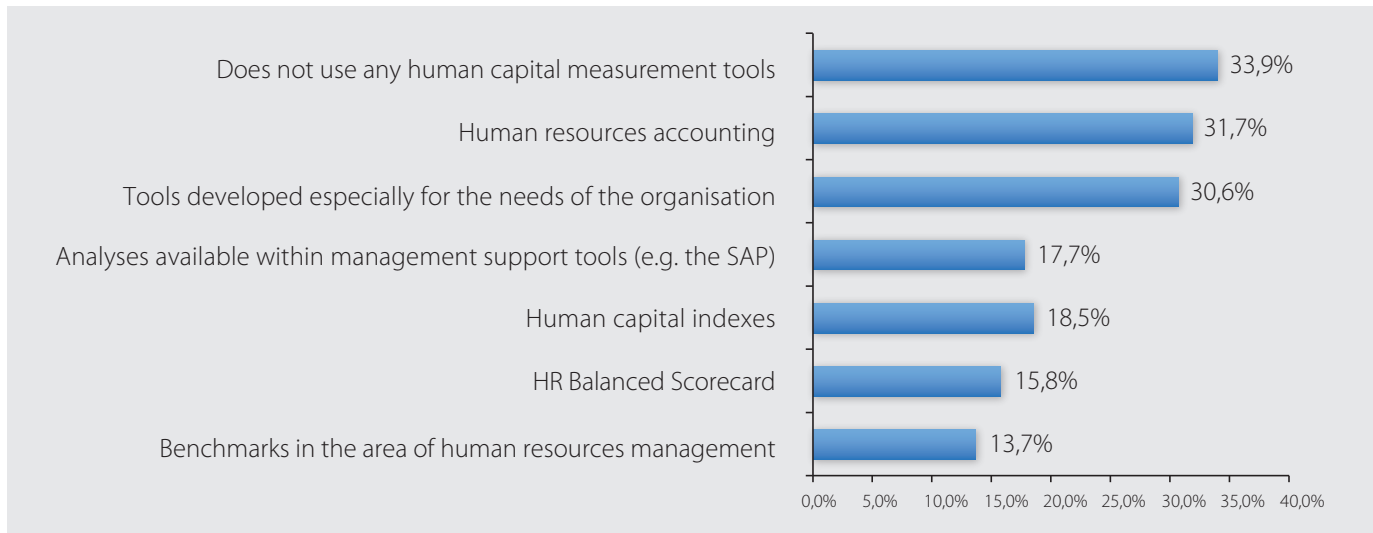 Does not use any human capital measurement tools 33,9%
Human resources accounting 31,7%
Tools developed especially for the needs of the organisation 30,6%
Analyses available within management support tools (e.g. the SAP) 17,7%
Human capital indexes 18,5%
HR Balanced Scorecard 15,8%
Benchmarks in the area of human resources management 13,7%
0,0% 5,0% 10,0% 15,0% 20,0% 25,0% 30,0% 35,0% 40,0%